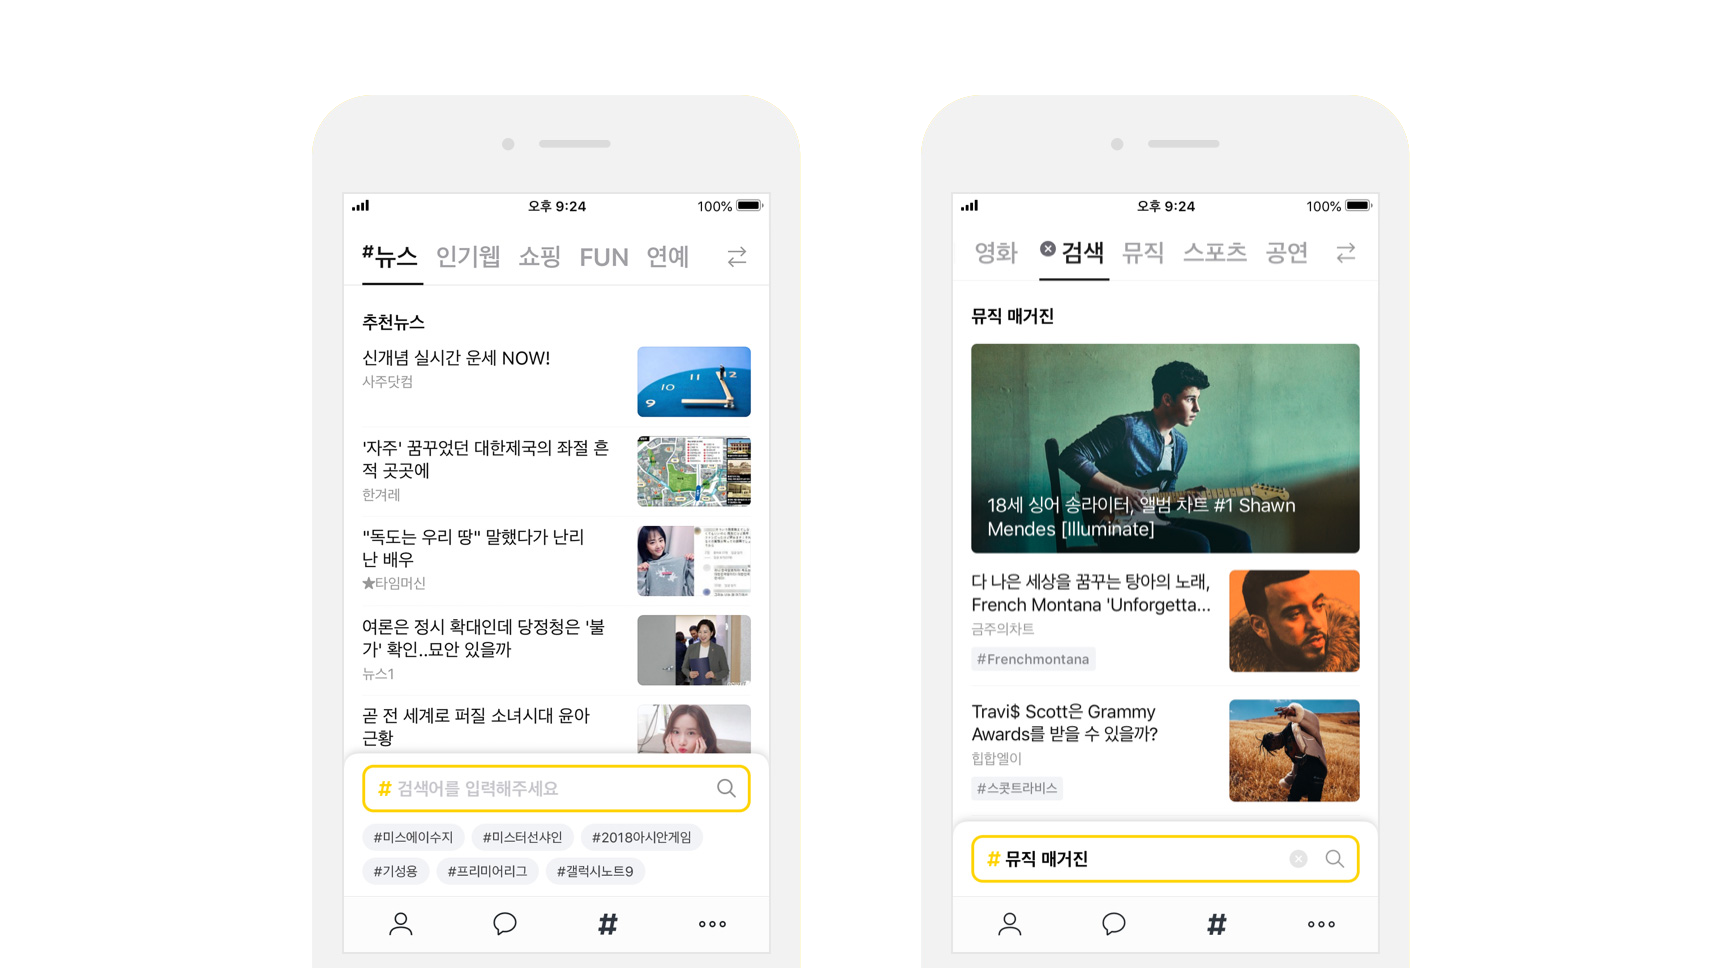 오후 9:24
100%
#뉴스 인기웹 쇼핑 FUN 연예
추천뉴스
신개념 실시간 운세 NOW!
사주닷컴
10 11 12
9
'자주' 꿈꾸었던 대한제국의 좌절 흔
적 곳곳에
한겨레
"독도는 우리 땅" 말했다가 난리
난 배우
★타임머신
여론은 정시 확대인데 당정청은 '불
가' 확인..묘안 있을까
뉴스1
곧 전 세계로 퍼질 소녀시대 윤아
근황
# 검색어를 입력해주세요
#미스에이수지 #미스터선샤인 #2018아시안게임
#기성용 #프리미어리그 #갤럭시노트9
#
오후 9:24
100%
영화 검색 뮤직 스포츠 공연
뮤직 매거진
18세 싱어 송라이터, 앨범 차트 #1 Shawn
Mendes [Illuminate]
다 나은 세상을 꿈꾸는 탕아의 노래,
French Montana 'Unforgetta...
금주의차트
#Frenchmontana
Travi$ Scott은 Grammy
Awards를 받을 수 있을까?
힙합엘이
#스콧트라비스
# 뮤직 매거진
#